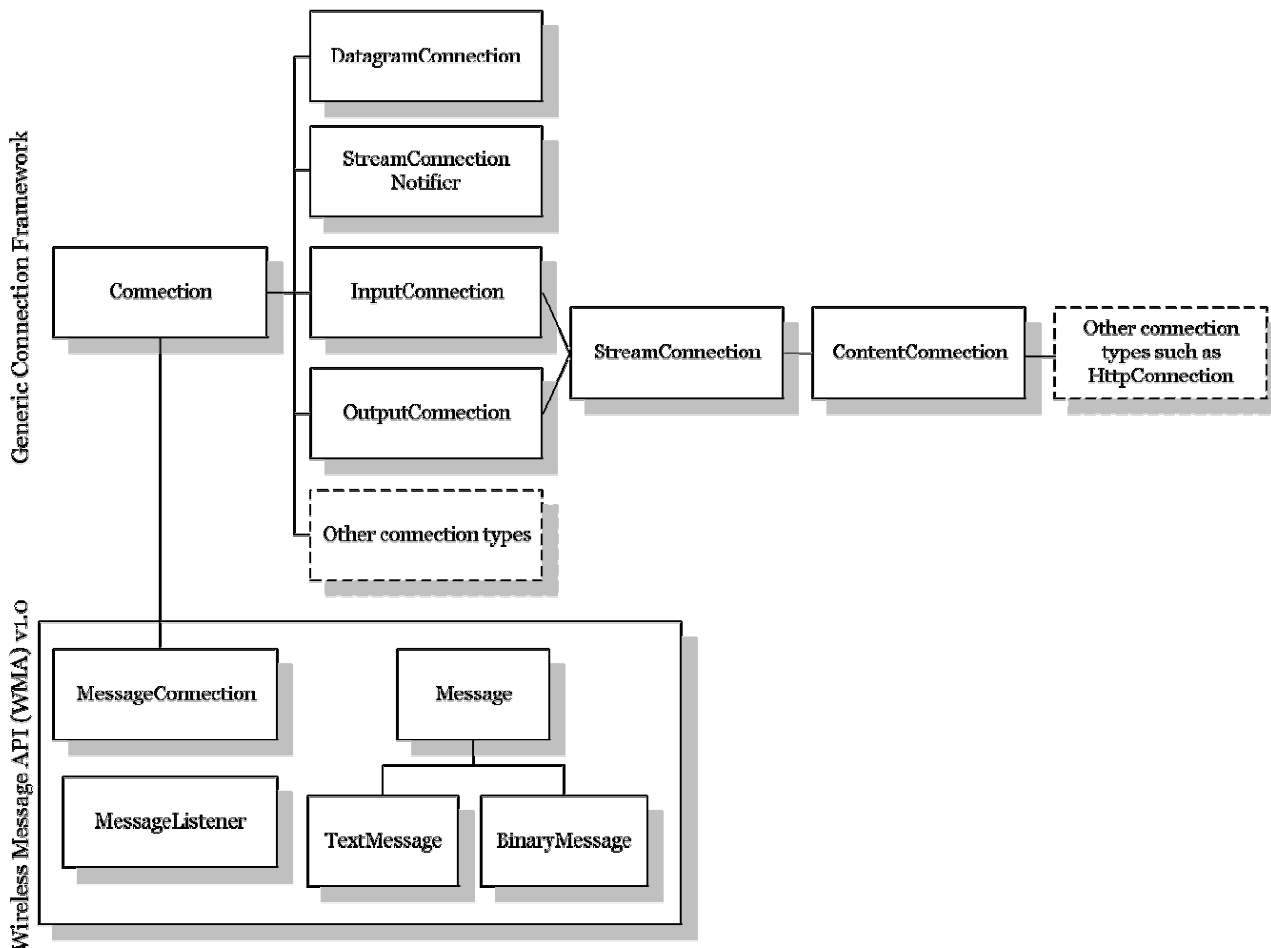 Generic Connection Framework
DatagramConnection
StreamConnection
Notifier
Connection
InputConnection
OutputConnection
Other connection types
StreamConnection
ContentConnection
Other connection
types such as
HttpConnection
Wireless Message API (WMA) v1.0
MessageConnection
Message
MessageListener
TextMessage
BinaryMessage